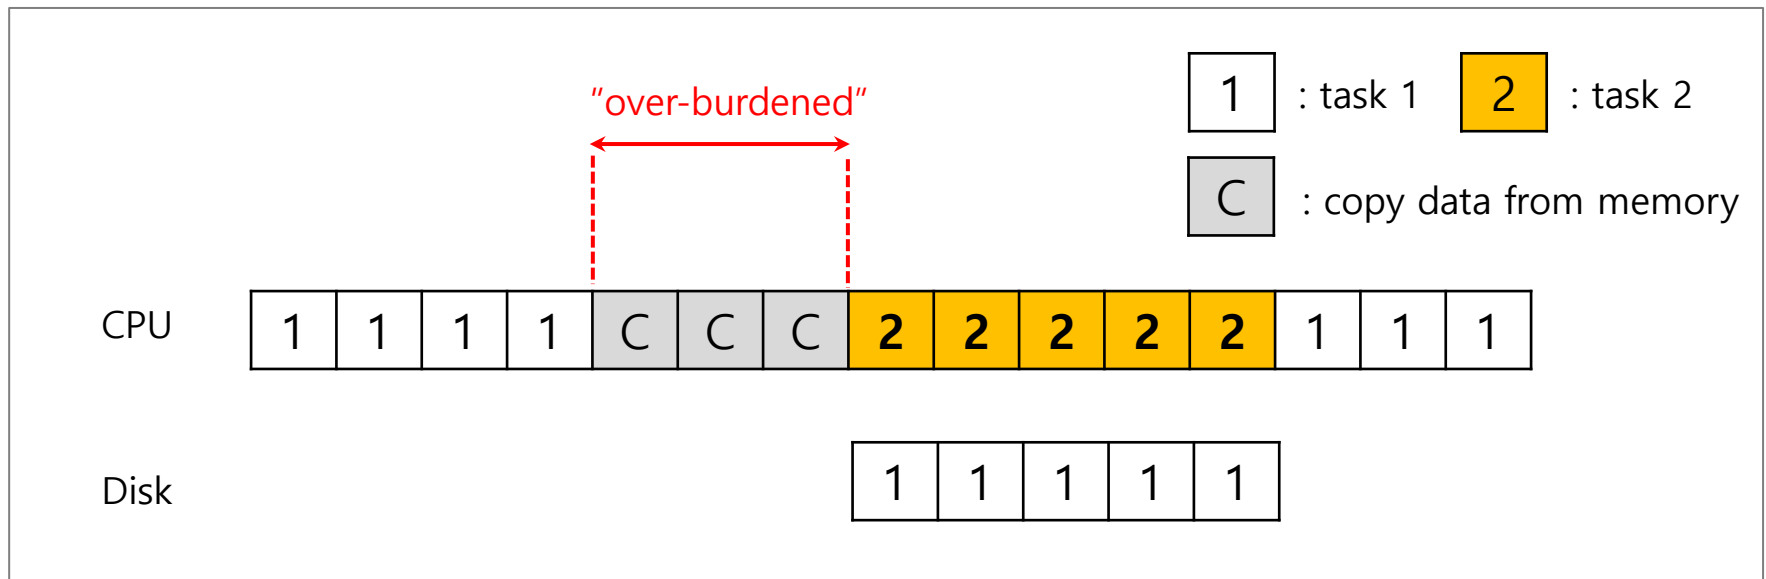 1 : task 1 2 : task 2
"over-burdened"
C : copy data from memory
CPU 1 1 1 1 C C C 2 2 2 2 2 1 1 1
Disk 1 1 1 1 1